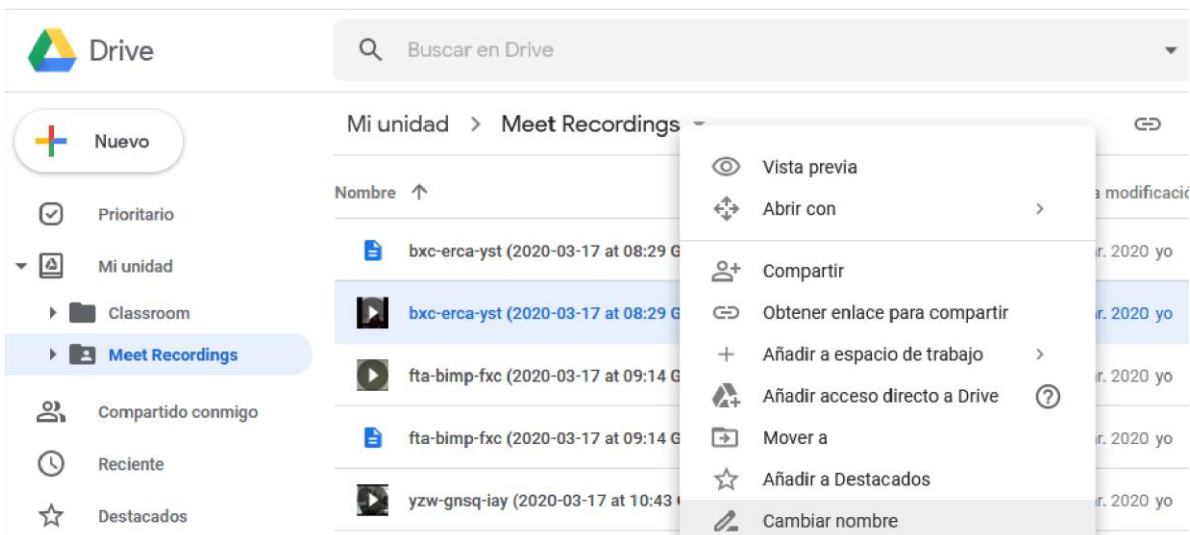 Drive
Buscar en Drive
Nuevo
Prioritario
Mi unidad
Classroom
Meet Recordings
Compartido conmigo
Reciente
Destacados
Mi unidad > Meet Recordings
Nombre
a modificació
bxc-erca-yst (2020-03-17 at 08:29 G
r. 2020 yo
bxc-erca-yst (2020-03-17 at 08:29 G
r. 2020 yo
fta-bimp-fxc (2020-03-17 at 09:14 G
r. 2020 yo
fta-bimp-fxc (2020-03-17 at 09:14 G
r. 2020 yo
yzw-gnsq-iay (2020-03-17 at 10:43
r. 2020 yo
Vista previa
Abrir con
Compartir
Obtener enlace para compartir
Añadir a espacio de trabajo
Añadir acceso directo a Drive
Mover a
Añadir a Destacados
Cambiar nombre